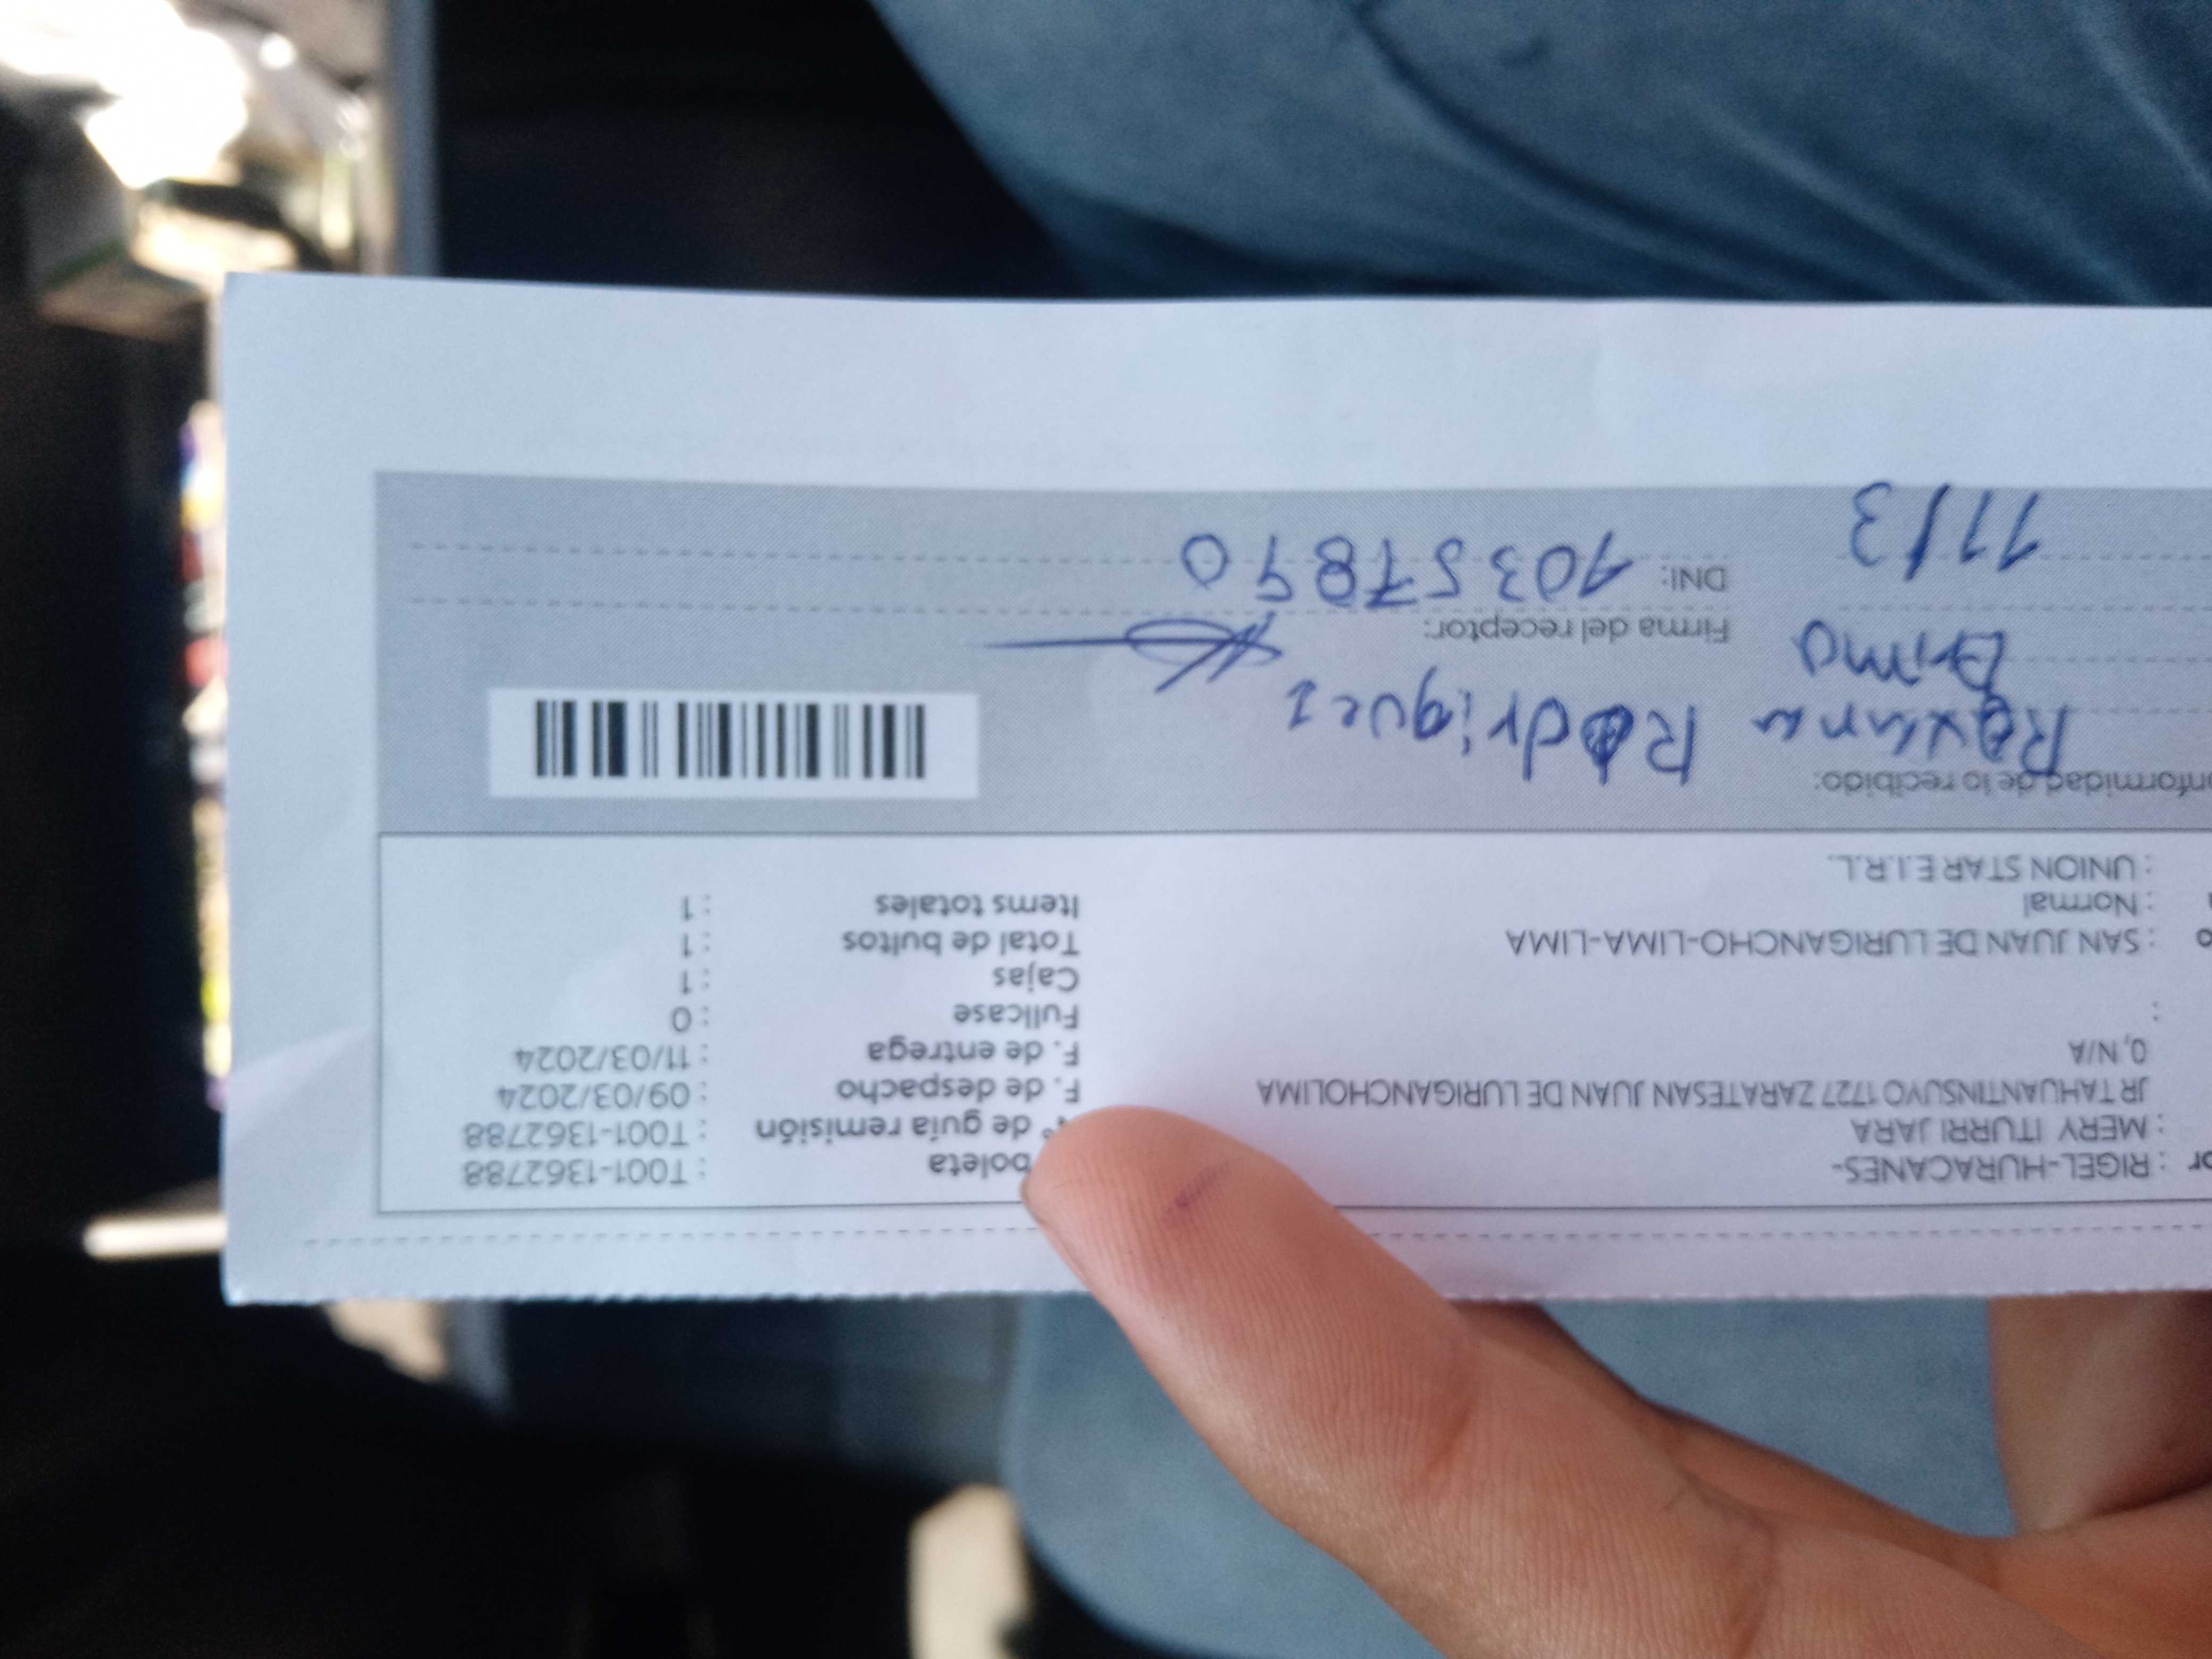 boleta : T001-1362788
or : RIGEL-HURACANES-
N° de guía remisión : T001-1362788
: MERY ITURRI JARA
F. de despacho : 09/03/2024
JR TAHUANTINSUYO 1727 ZARATESAN JUAN DE LURIGANCHOLIMA
F. de entrega : 11/03/2024
0, N/A
Fullcase : 0
:
Cajas : 1
o : SAN JUAN DE LURIGANCHO-LIMA-LIMA
Total de bultos : 1
: Normal
Items totales : 1
: UNION STAR E.I.R.L.
onformidad de lo recibido:
Roxana Rodriguez
Firma del receptor:
DNI: 10357890
11/3